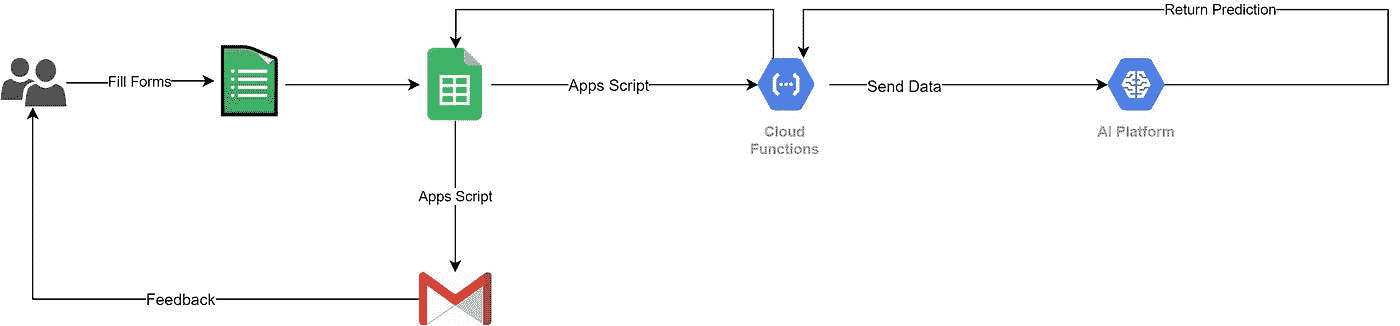 Return Prediction
Fill Forms
Apps Script
Send Data
Cloud
Functions
AI Platform
Apps Script
Feedback